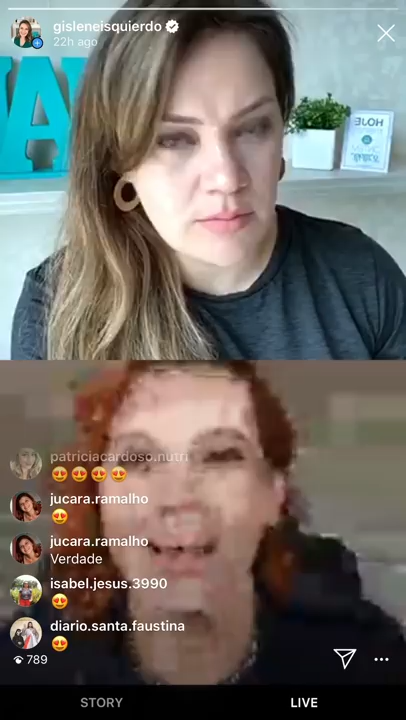 gisleneisquierdo
22h ago
HOJE
patriciacardoso.nutri
😍😍😍😍
jucara.ramalho
😍
jucara.ramalho
Verdade
isabel.jesus.3990
😍
diario.santa.faustina
😍
789
STORY
LIVE